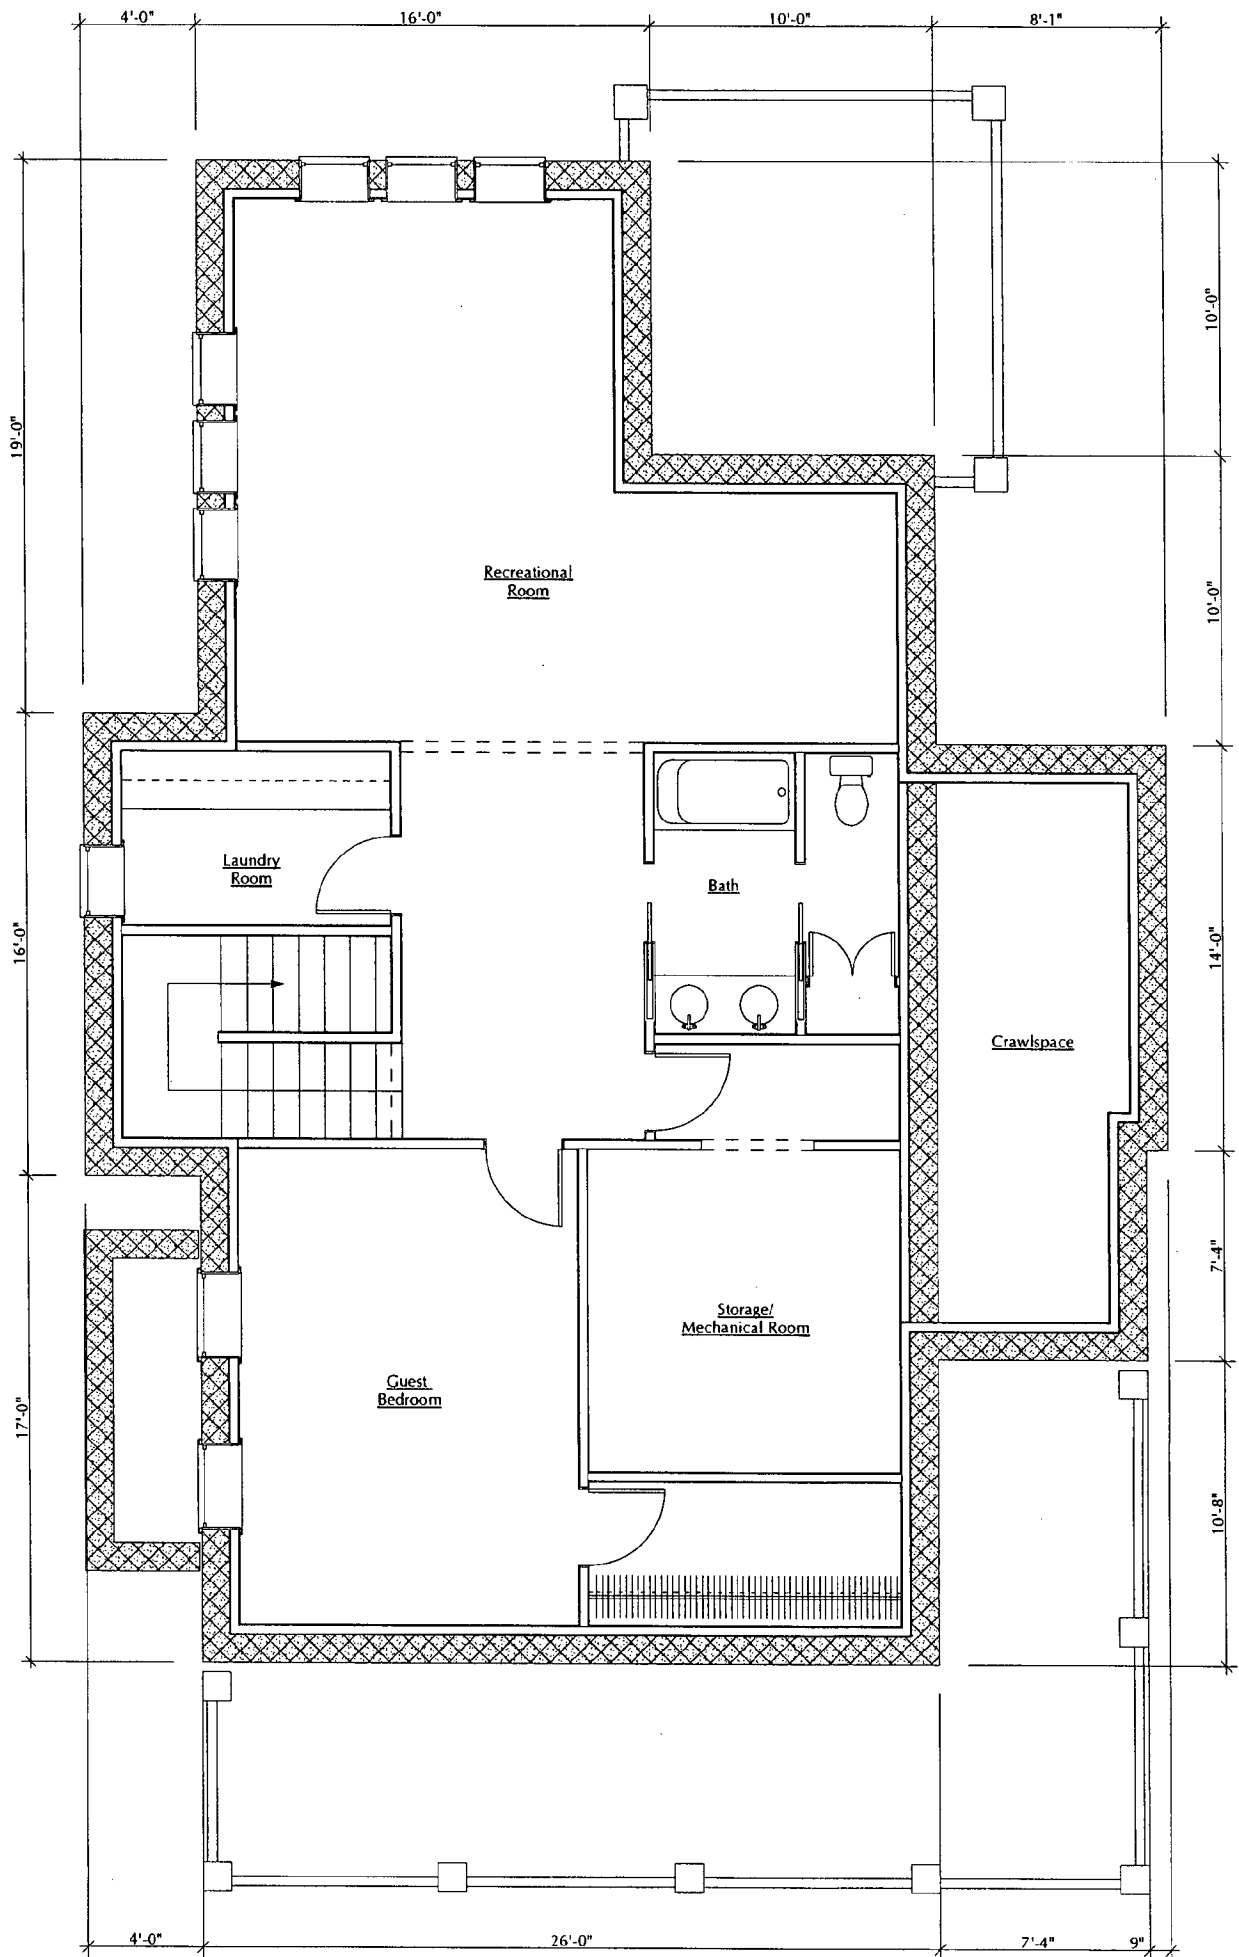 4'-0"
16'-0"
10'-0"
8'-1"
10'-0"
19'-0"
Recreational
Room
10'-0"
Laundry
Room
Bath
16'-0"
14'-0"
Crawlspace
7'-4"
Storage/
Mechanical Room
Guest
Bedroom
17'-0"
10'-8"
4'-0"
26'-0"
7'-4"
9"